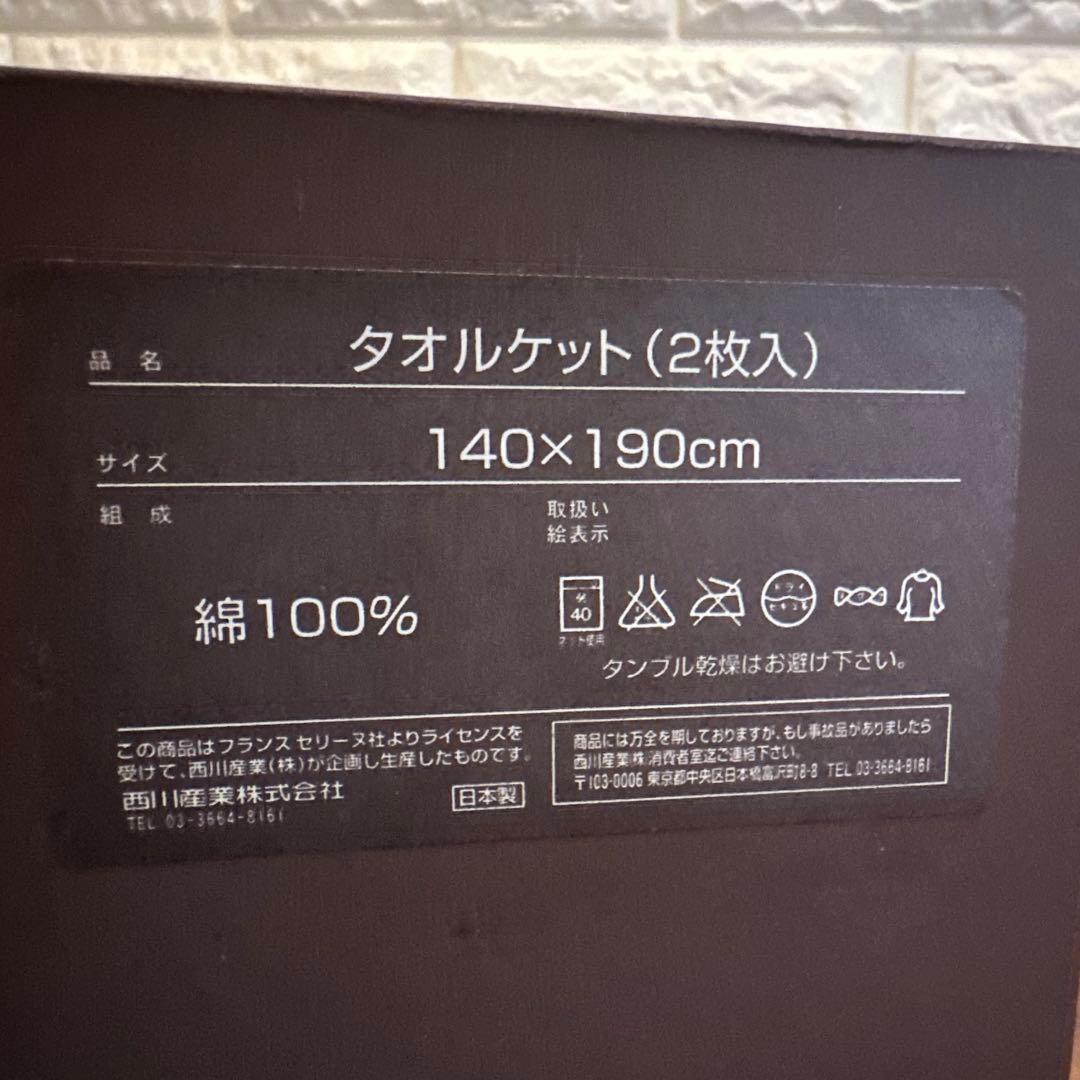 品名 タオルケット(2枚入)
サイズ 140×190cm
組成
取扱い
絵表示
綿100%
40
ネット使用
ドライ
セキユ系
タンブル乾燥はお避け下さい。
この商品はフランス セリーヌ社よりライセンスを
受けて、西川産業(株)が企画し生産したものです。
西川産業株式会社
TEL 03-3664-8161
日本製
商品には万全を期しておりますが、もし事故品がありましたら
西川産業㈱消費者室迄ご連絡下さい。
〒103-0006 東京都中央区日本橋富沢町8-8 TEL.03-3664-8161